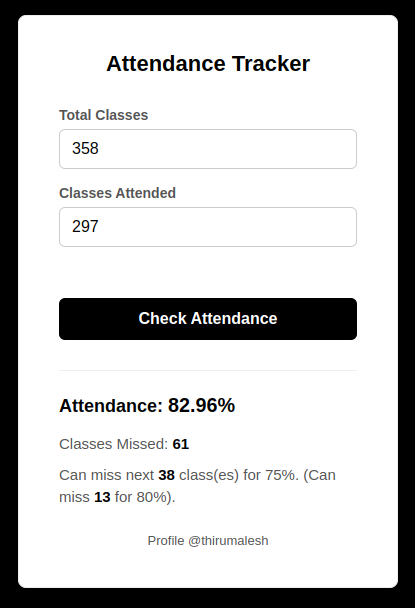 Attendance Tracker
Total Classes
358
Classes Attended
297
Check Attendance
Attendance: 82.96%
Classes Missed: 61
Can miss next 38 class(es) for 75%. (Can
miss 13 for 80%).
Profile @thirumalesh